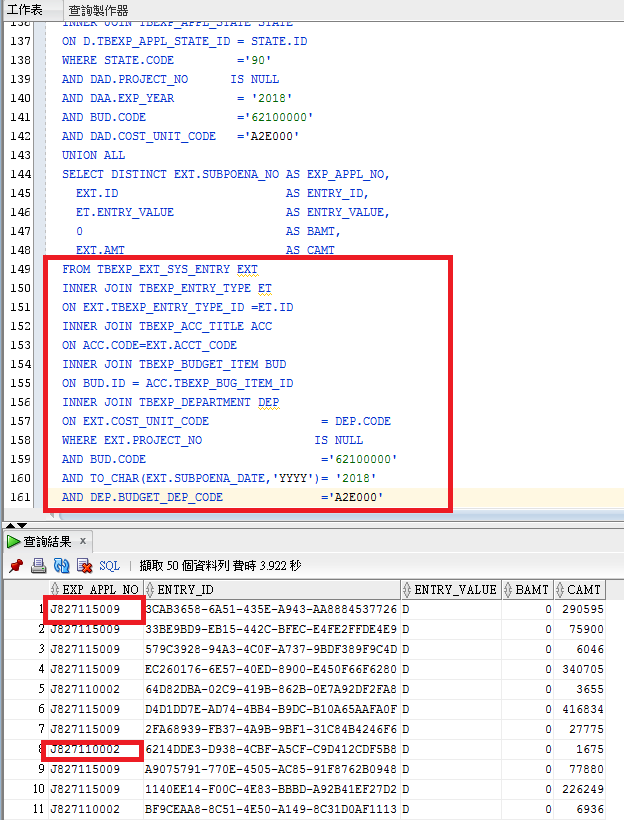 工作表 查詢製作器
136 INNER JOIN TBEXP_APPL_STATE STATE
137 ON D.TBEXP_APPL_STATE_ID = STATE.ID
138 WHERE STATE.CODE ='90'
139 AND DAD.PROJECT_NO IS NULL
140 AND DAA.EXP_YEAR = '2018'
141 AND BUD.CODE ='62100000'
142 AND DAD.COST_UNIT_CODE ='A2E000'
143 UNION ALL
144 SELECT DISTINCT EXT.SUBPOENA_NO AS EXP_APPL_NO,
145 EXT.ID AS ENTRY_ID,
146 ET.ENTRY_VALUE AS ENTRY_VALUE,
147 0 AS BAMT,
148 EXT.AMT AS CAMT
149 FROM TBEXP_EXT_SYS_ENTRY EXT
150 INNER JOIN TBEXP_ENTRY_TYPE ET
151 ON EXT.TBEXP_ENTRY_TYPE_ID =ET.ID
152 INNER JOIN TBEXP_ACC_TITLE ACC
153 ON ACC.CODE=EXT.ACCT_CODE
154 INNER JOIN TBEXP_BUDGET_ITEM BUD
155 ON BUD.ID = ACC.TBEXP_BUG_ITEM_ID
156 INNER JOIN TBEXP_DEPARTMENT DEP
157 ON EXT.COST_UNIT_CODE = DEP.CODE
158 WHERE EXT.PROJECT_NO IS NULL
159 AND BUD.CODE ='62100000'
160 AND TO_CHAR(EXT.SUBPOENA_DATE,'YYYY')= '2018'
161 AND DEP.BUDGET_DEP_CODE ='A2E000'
查詢結果 x
SQL | 擷取 50 個資料列 費時 3.922 秒
EXP_APPL_NO ENTRY_ID ENTRY_VALUE BAMT CAMT
1 J827115009 3CAB3658-6A51-435E-A943-AA8884537726 D 0 290595
2 J827115009 33BE9BD9-EB15-442C-BFEC-E4FE2FFDE4E9 D 0 75900
3 J827115009 579C3928-94A3-4C0F-A737-9BDF389F9C4D D 0 6046
4 J827115009 EC260176-6E57-40ED-8900-E450F66F6280 D 0 340705
5 J827110002 64D82DBA-02C9-419B-862B-0E7A92DF2FA8 D 0 3655
6 J827115009 D4D1DD7E-AD74-4BB4-B9DC-B10A65AAFA0F D 0 416834
7 J827115009 2FA68939-FB37-4A9B-9BF1-31C84B4246F6 D 0 27775
8 J827110002 6214DDE3-D938-4CBF-A5CF-C9D412CDF5B8 D 0 1675
9 J827115009 A9075791-770E-4505-AC85-91F8762B0948 D 0 77880
10 J827115009 1140EE14-F00C-4E83-BBBD-A92B41EF27D2 D 0 226249
11 J827110002 BF9CEAA8-8C51-4E50-A149-8C31D0AF1113 D 0 6936